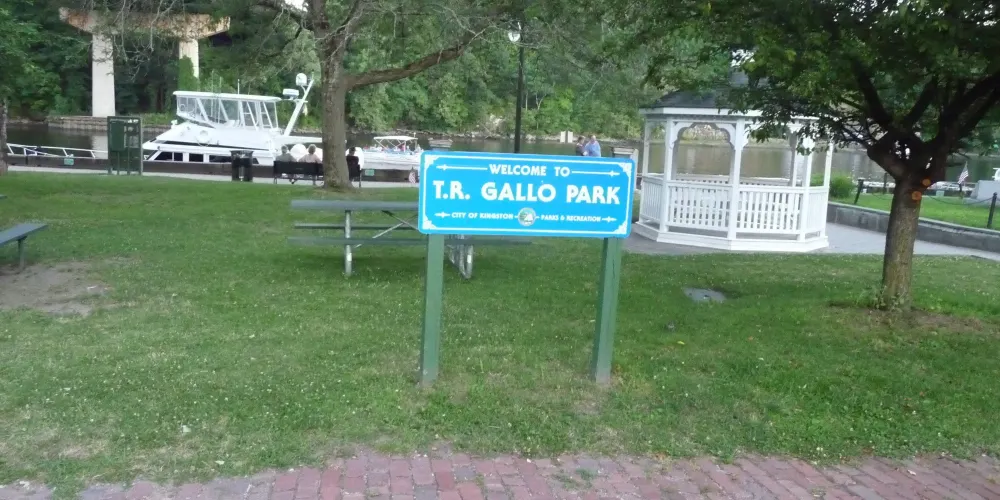 WELCOME TO
T.R. GALLO PARK
CITY OF KINGSTON PARKS & RECREATION